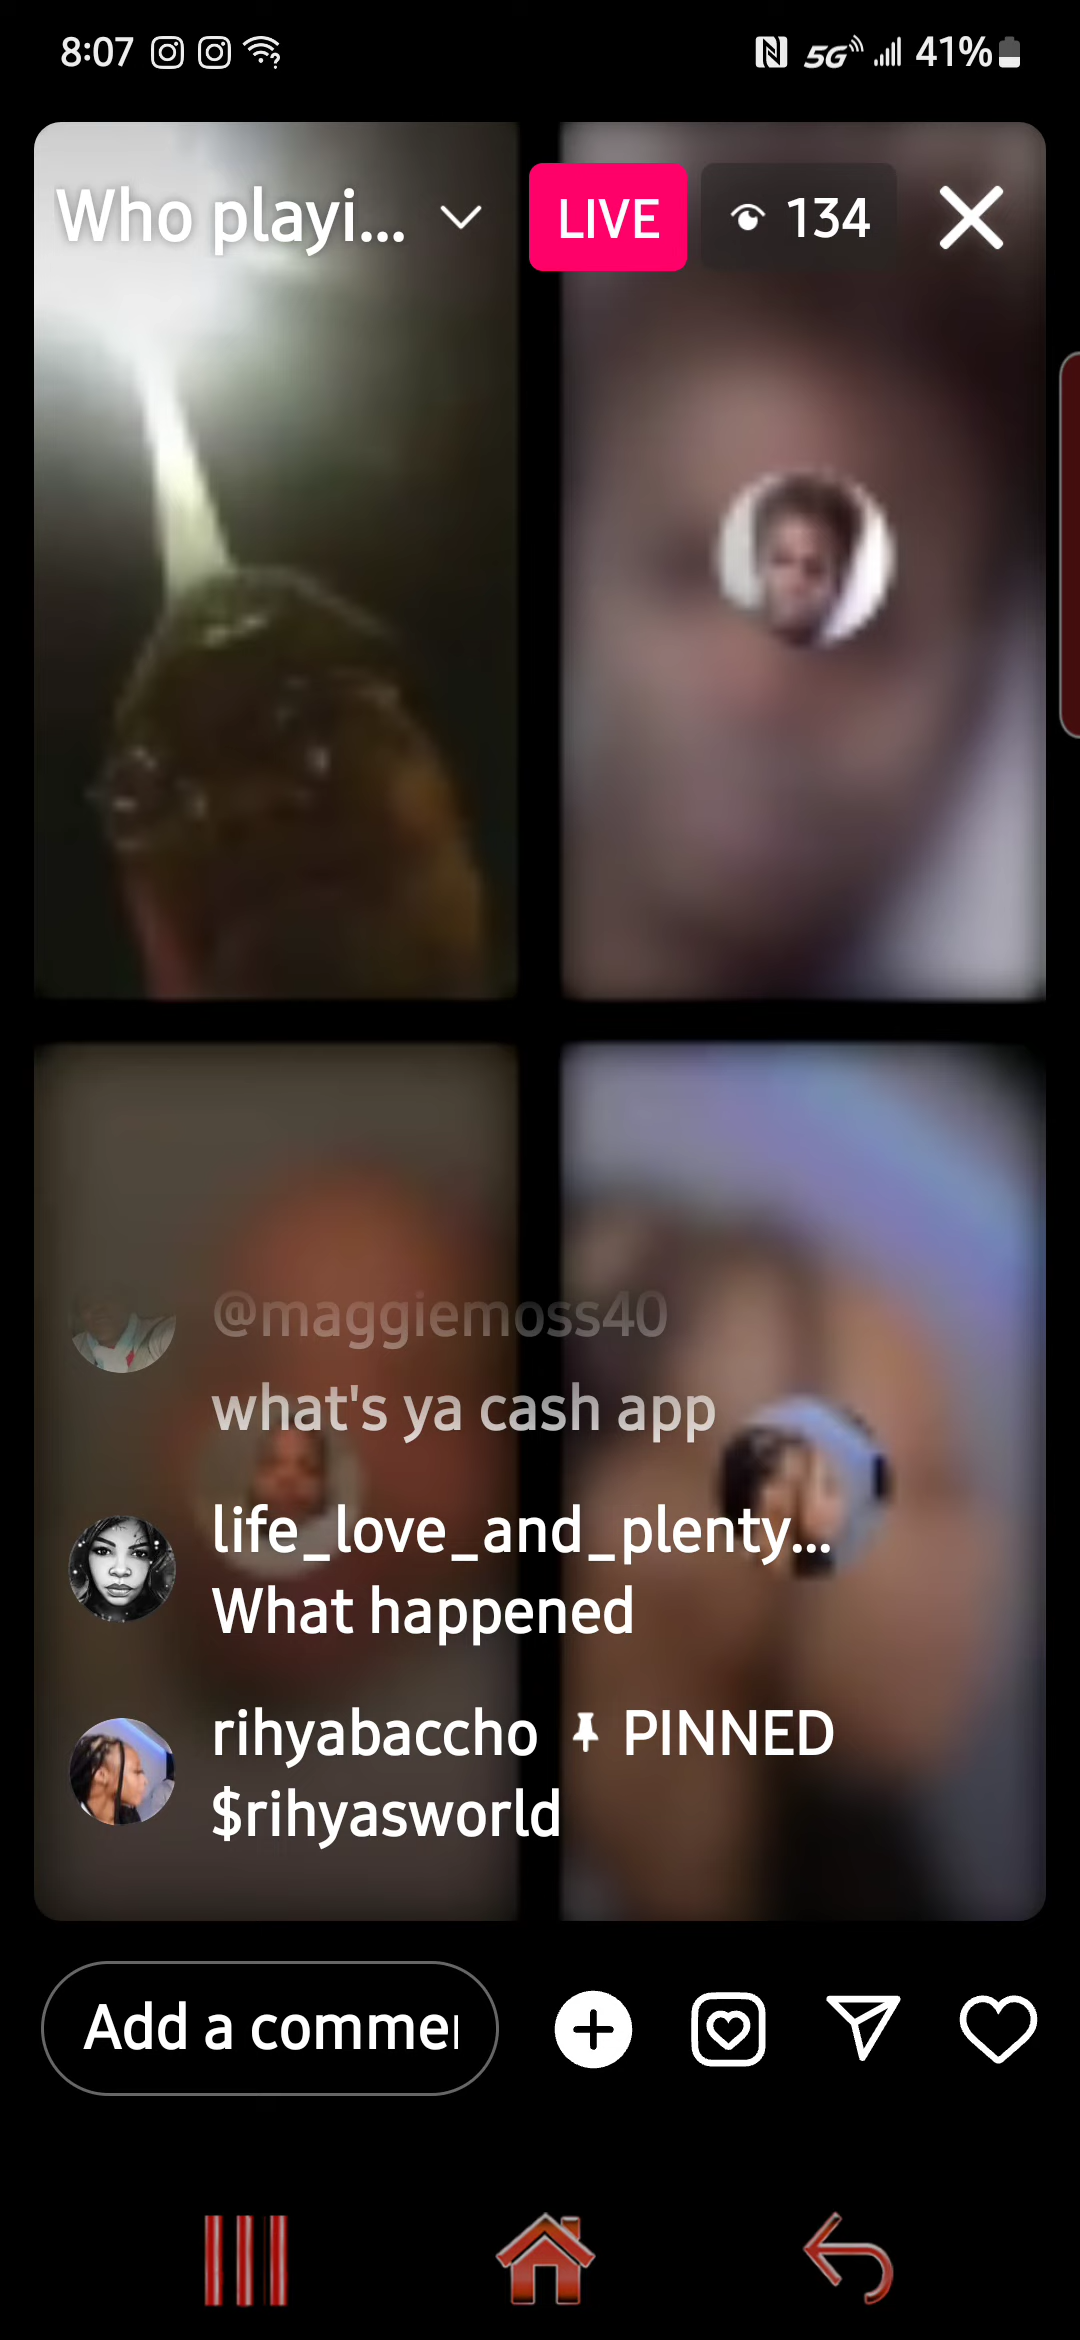 8:07
5G 41%
Who playi...
LIVE
134
@maggiemoss40
what's ya cash app
life_love_and_plenty...
What happened
rihyabaccho PINNED
$rihyasworld
Add a commen